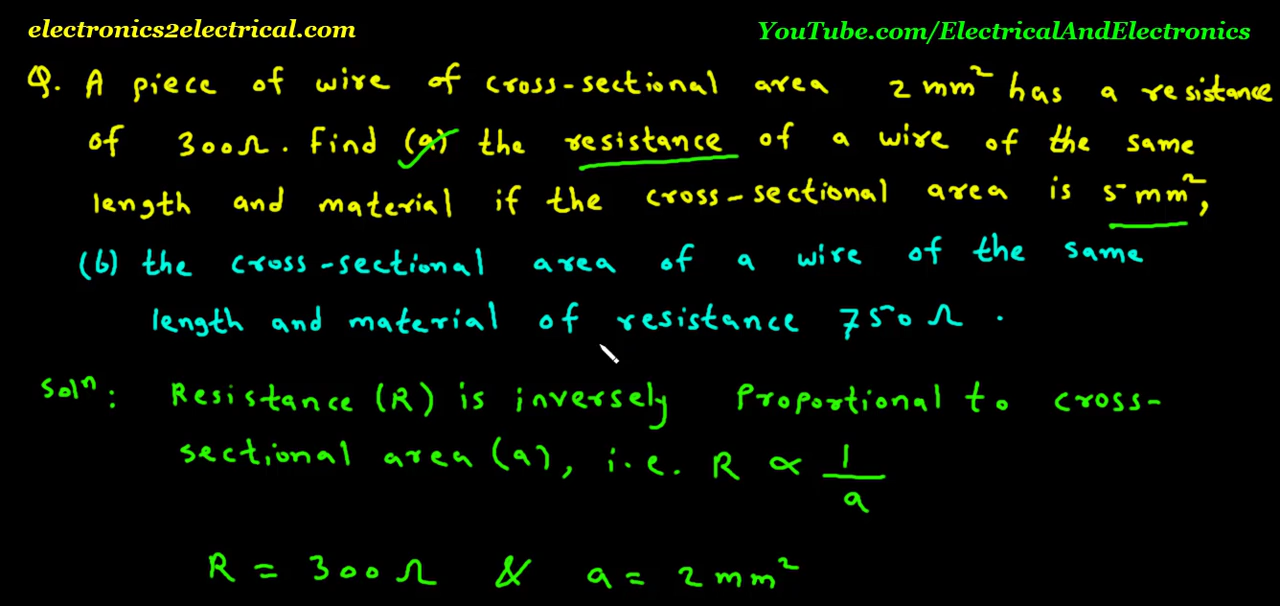 electronics2electrical.com
YouTube.com/ElectricalAndElectronics
Q. A piece of wire of cross-sectional area 2 mm² has a resistance
of 300Ω. Find (a) the resistance of a wire of the same
length and material if the cross-sectional area is 5 mm²,
(b) the cross-sectional area of a wire of the same
length and material of resistance 750Ω.
Solⁿ: Resistance (R) is inversely Proportional to cross-
sectional area (a), i.e. R ∝ 1/a
R = 300Ω & a = 2 mm²